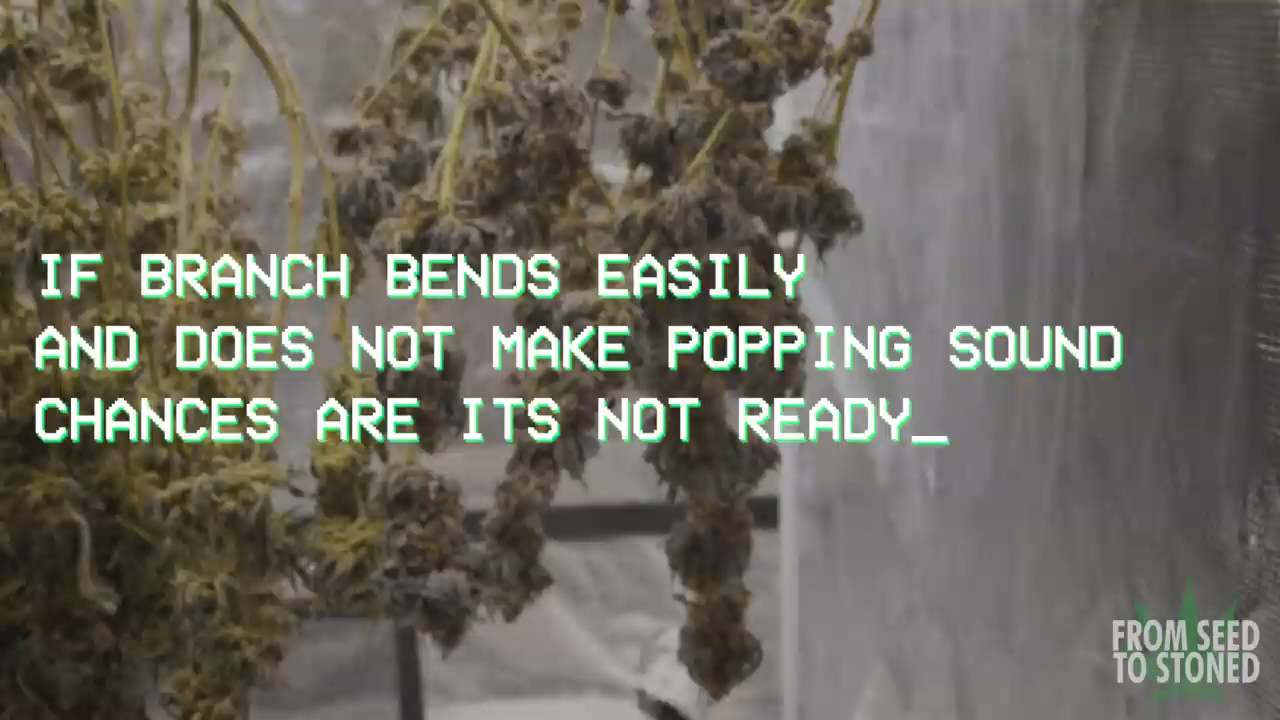 IF BRANCH BENDS EASILY
AND DOES NOT MAKE POPPING SOUND
CHANCES ARE ITS NOT READY_
FROM SEED
TO STONED